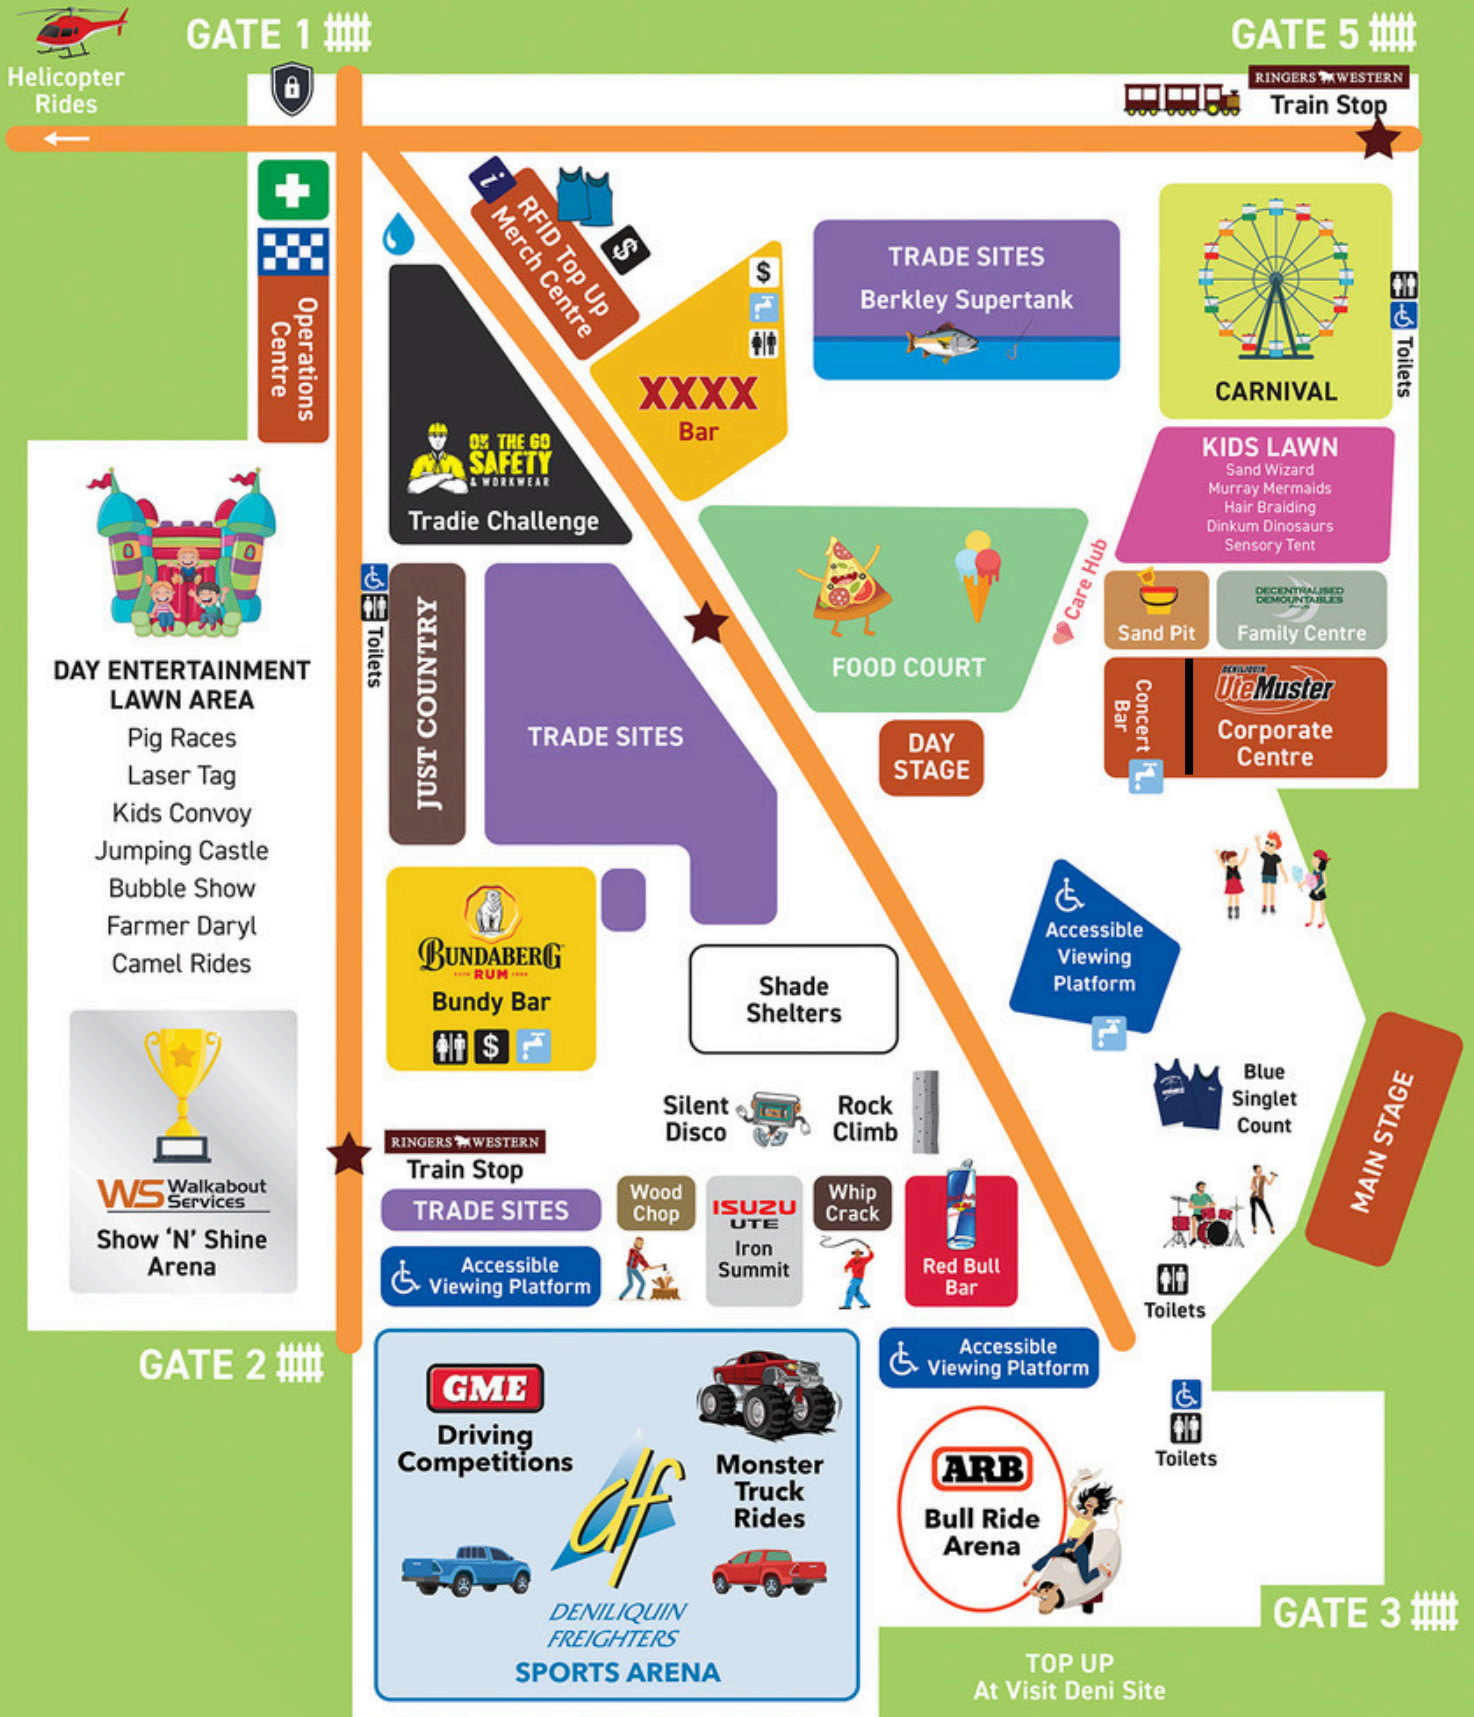 GATE 1
GATE 5
Helicopter
Rides
RINGERS WESTERN
Train Stop
i
RFID Top Up
Merch Centre
$
Operations
Centre
$
XXXX
Bar
TRADE SITES
Berkley Supertank
CARNIVAL
Toilets
ON THE GO
SAFETY
& WORKWEAR
Tradie Challenge
KIDS LAWN
Sand Wizard
Murray Mermaids
Hair Braiding
Dinkum Dinosaurs
Sensory Tent
Care Hub
Sand Pit
DECENTRALISED
DEMOUNTABLES
Family Centre
FOOD COURT
DAY
STAGE
Concert
Bar
DENILIQUIN
UteMuster
Corporate
Centre
Toilets
JUST COUNTRY
TRADE SITES
DAY ENTERTAINMENT
LAWN AREA
Pig Races
Laser Tag
Kids Convoy
Jumping Castle
Bubble Show
Farmer Daryl
Camel Rides
BUNDABERG
RUM
Bundy Bar
$
Shade
Shelters
Accessible
Viewing
Platform
Blue
Singlet
Count
MAIN STAGE
Silent
Disco
Rock
Climb
WS Walkabout
Services
Show 'N' Shine
Arena
RINGERS WESTERN
Train Stop
TRADE SITES
Accessible
Viewing Platform
Wood
Chop
ISUZU
UTE
Iron
Summit
Whip
Crack
Red Bull
Bar
Toilets
GATE 2
Accessible
Viewing Platform
Toilets
GME
Driving
Competitions
Monster
Truck
Rides
df
DENILIQUIN
FREIGHTERS
SPORTS ARENA
ARB
Bull Ride
Arena
GATE 3
TOP UP
At Visit Deni Site